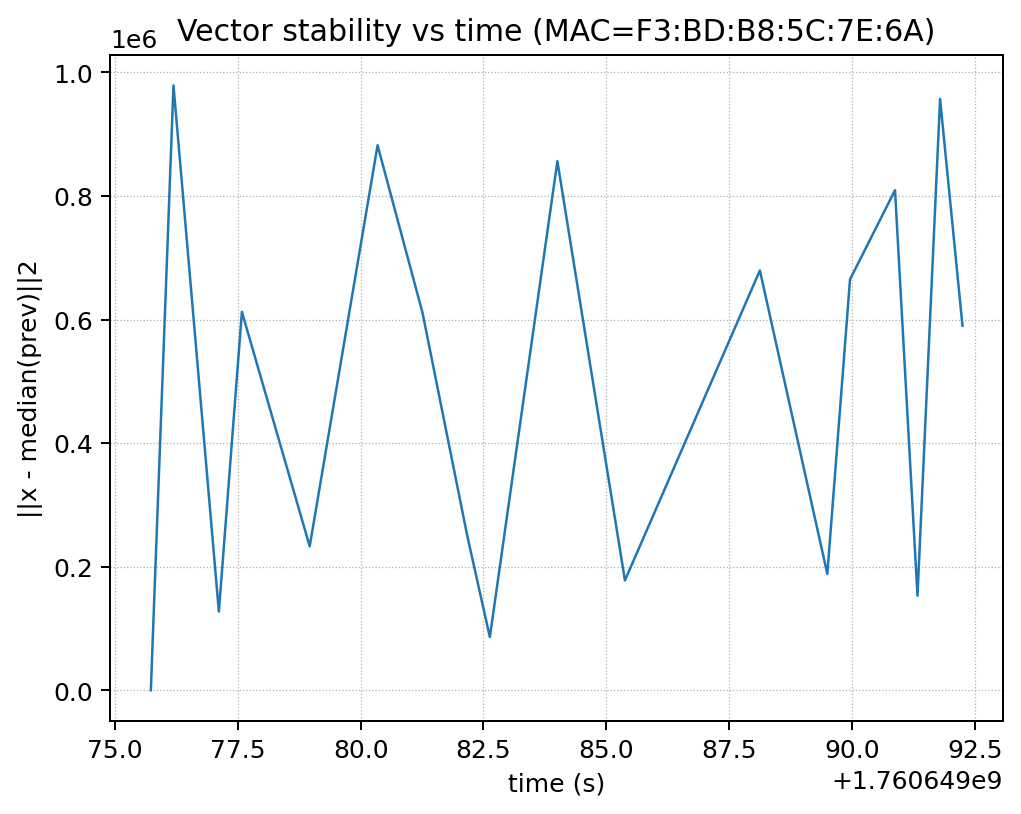 Vector stability vs time (MAC=F3:BD:B8:5C:7E:6A)
1e6
1.0
0.8
0.6
0.4
0.2
0.0
||x - median(prev)||2
75.0 77.5 80.0 82.5 85.0 87.5 90.0 92.5
time (s)
+1.760649e9